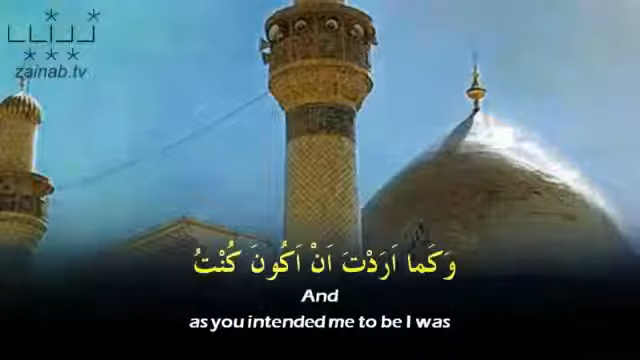 zainab.tv
وَكَما اَرَدْتَ اَنْ اَكُونَ كُنْتُ
And
as you intended me to be I was